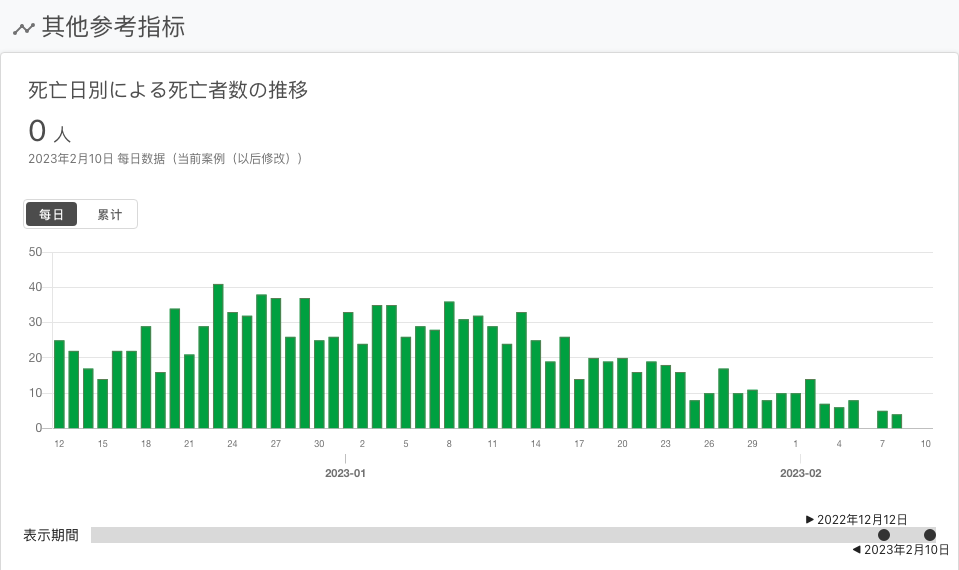 其他参考指标
死亡日別による死亡者数の推移
0 人
2023年2月10日 每日数据（当前案例（以后修改））
每日 累计
50
40
30
20
10
0
12 15 18 21 24 27 30 2 5 8 11 14 17 20 23 26 29 1 4 7 10
2023-01 2023-02
▶ 2022年12月12日
表示期間
◀ 2023年2月10日